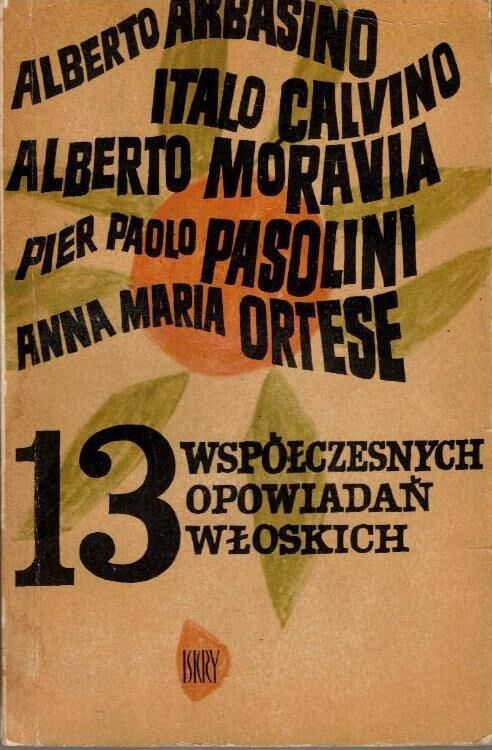 ALBERTO ARBASINO
ITALO CALVINO
ALBERTO MORAVIA
PIER PAOLO PASOLINI
ANNA MARIA ORTESE
13 WSPÓŁCZESNYCH
OPOWIADAŃ
WŁOSKICH
ISKRY